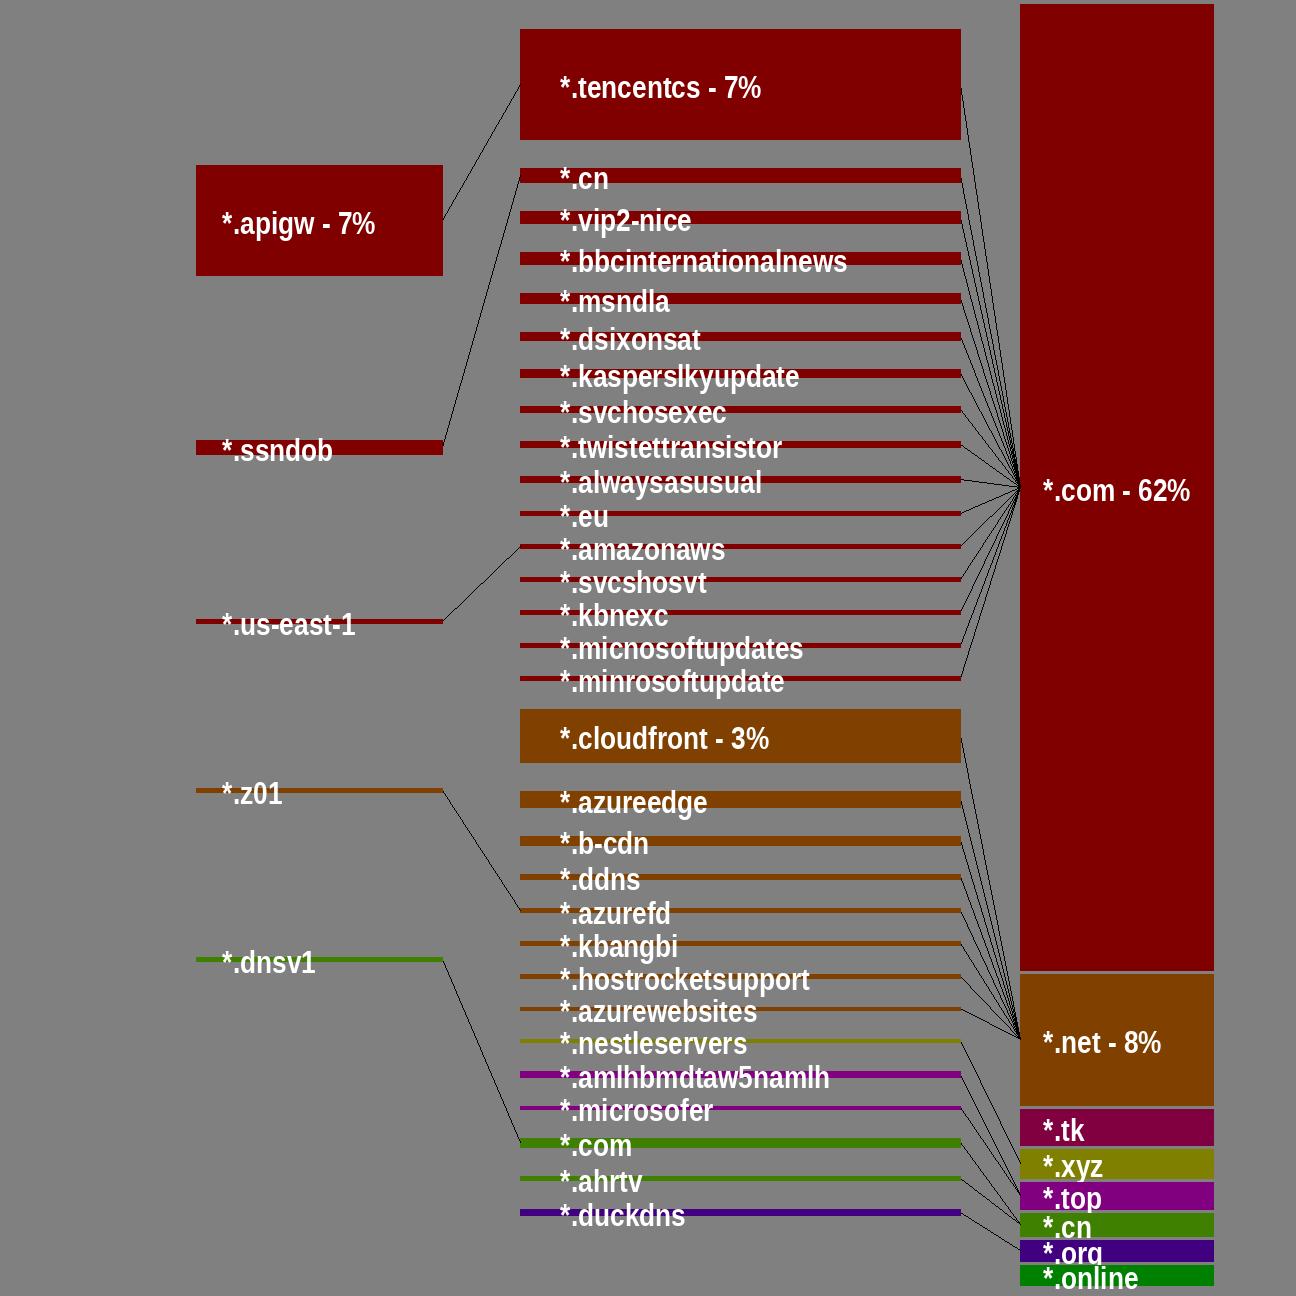 *.apigw - 7%
*.ssndob
*.us-east-1
*.z01
*.dnsv1
*.tencentcs - 7%
*.cn
*.vip2-nice
*.bbcinternationalnews
*.msndla
*.dsixonsat
*.kasperslkyupdate
*.svchosexec
*.twistettransistor
*.alwaysasusual
*.eu
*.amazonaws
*.svcshosvt
*.kbnexc
*.micnosoftupdates
*.minrosoftupdate
*.cloudfront - 3%
*.azureedge
*.b-cdn
*.ddns
*.azurefd
*.kbangbi
*.hostrocketsupport
*.azurewebsites
*.nestleservers
*.amlhbmdtaw5namlh
*.microsofer
*.com
*.ahrtv
*.duckdns
*.com - 62%
*.net - 8%
*.tk
*.xyz
*.top
*.cn
*.org
*.online